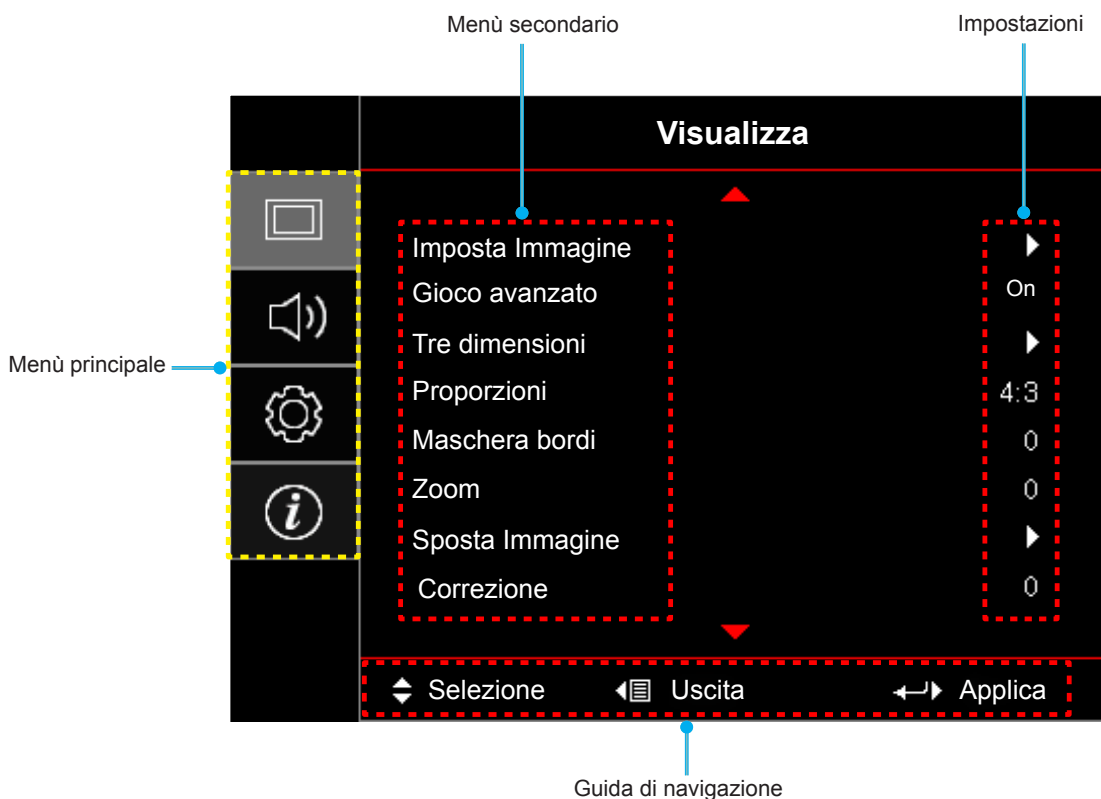 Menù secondario
Impostazioni
Visualizza
Menù principale
Imposta Immagine
Gioco avanzato On
Tre dimensioni
Proporzioni 4:3
Maschera bordi 0
Zoom 0
Sposta Immagine
Correzione 0
Selezione Uscita Applica
Guida di navigazione